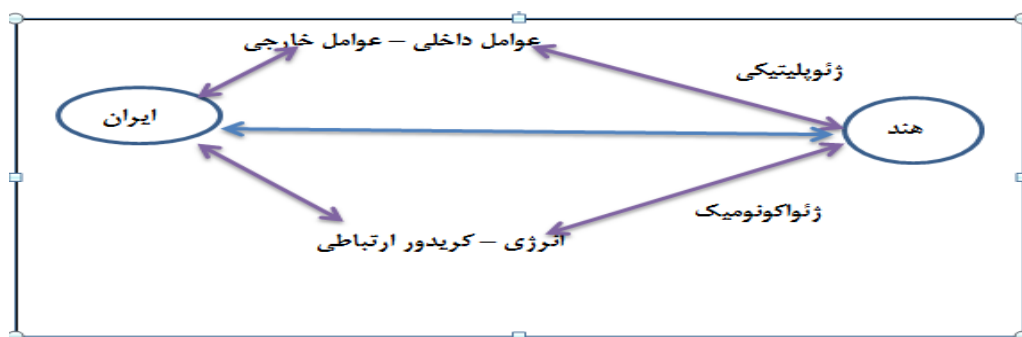 عوامل داخلی – عوامل خارجی
ژئوپلیتیکی
ایران
هند
ژئواکونومیک
انرژی – کریدور ارتباطی